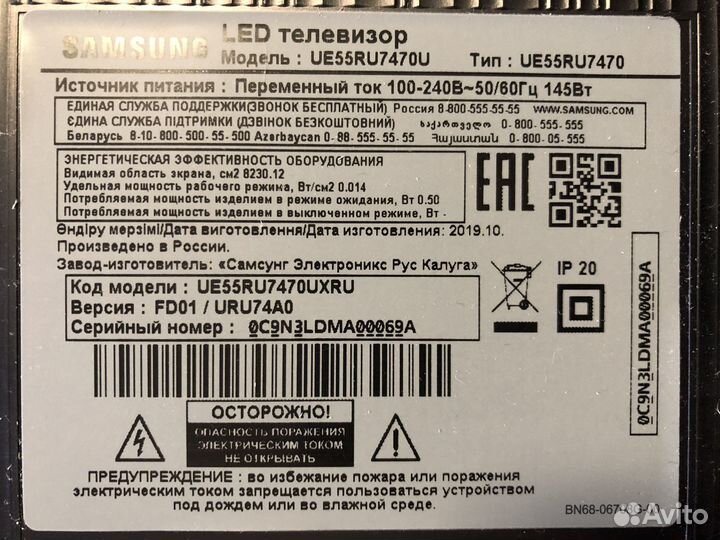 SAMSUNG LED телевизор
Модель : UE55RU7470U Тип : UE55RU7470
Источник питания : Переменный ток 100-240В~50/60Гц 145Вт
ЕДИНАЯ СЛУЖБА ПОДДЕРЖКИ(ЗВОНОК БЕСПЛАТНЫЙ) Россия 8-800-555-55-55 WWW.SAMSUNG.COM
ЄДИНА СЛУЖБА ПІДТРИМКИ (ДЗВІНОК БЕЗКОШТОВНИЙ) საქართველო 0-800-555-555
Беларусь 8-10-800-500-55-500 Azərbaycan 0-88-555-55-55 Հայաստան 0-800-05-555
ЭНЕРГЕТИЧЕСКАЯ ЭФФЕКТИВНОСТЬ ОБОРУДОВАНИЯ
Видимая область экрана, см2 8230.12
Удельная мощность рабочего режима, Вт/см2 0.014
Потребляемая мощность изделием в режиме ожидания, Вт 0.50
Потребляемая мощность изделием в выключенном режиме, Вт -
EAC
Өндіру мерзімі/Дата виготовлення/Дата изготовления : 2019.10.
Произведено в России.
Завод-изготовитель: «Самсунг Электроникс Рус Калуга»
IP 20
Код модели : UE55RU7470UXRU
Версия : FD01 / URU74A0
Серийный номер : 0C9N3LDMA00069A
0C9N3LDMA00069A
ОСТОРОЖНО!
ОПАСНОСТЬ ПОРАЖЕНИЯ
ЭЛЕКТРИЧЕСКИМ ТОКОМ
НЕ ОТКРЫВАТЬ
ПРЕДУПРЕЖДЕНИЕ : во избежание пожара или поражения
электрическим током запрещается пользоваться устройством
под дождем или во влажной среде.
Avito